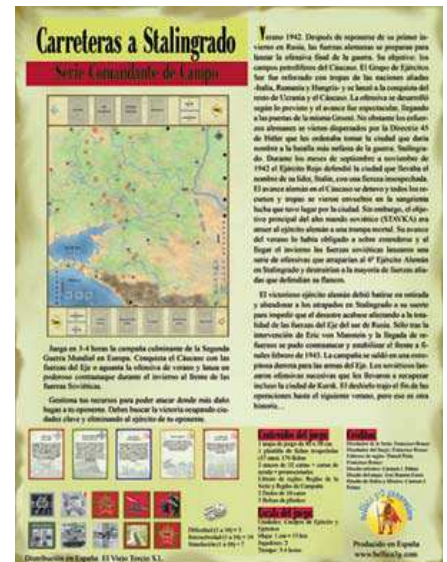 Carreteras a Stalingrado
Serie Comandante de Campo
Verano 1942. Después de reponerse de su primer in-
vierno en Rusia, las fuerzas alemanas se preparan para
lanzar la ofensiva final de la guerra. Su objetivo: los
campos petrolíferos del Cáucaso. El Grupo de Ejércitos
Sur fue reforzado con tropas de las naciones aliadas
-Italia, Rumania y Hungría- y se lanzó a la conquista del
resto de Ucrania y el Cáucaso. La ofensiva se desarrolló
según lo previsto y el avance fue espectacular, llegando
a las puertas de la misma Grosni. No obstante los esfuer-
zos alemanes se vieron dispersados por la Directiva 45
de Hitler que les ordenaba tomar la ciudad que daría
nombre a la batalla más señera de la guerra. Stalingra-
do. Durante los meses de septiembre a noviembre de
1942 el Ejército Rojo defendió la ciudad que llevaba el
nombre de su líder, Stalin, con una fiereza insospechada.
El avance alemán en el Cáucaso se detuvo y todos los re-
cursos y tropas se vieron envueltos en la sangrienta
lucha que tuvo lugar por la ciudad. Sin embargo, el obje-
tivo principal del alto mando soviético (STAVKA) era
atraer al ejército alemán a una trampa mortal. Su avance
del verano lo había obligado a sobre extenderse y al
llegar el invierno las fuerzas soviéticas lanzaron una
serie de ofensivas que atraparían al 6º Ejército Alemán
en Stalingrado y destruirían a la mayoría de fuerzas alia-
das que defendían su flancos.
El victorioso ejército alemán debió batirse en retirada
y abandonar a los atrapados en Stalingrado a su suerte
para impedir que el desastre acabase afectando a la tota-
lidad de las fuerzas del Eje del sur de Rusia. Sólo tras la
intervención de Eric von Manstein y la llegada de re-
fuerzos se pudo contraatacar y estabilizar el frente a fi-
nales febrero de 1943. La campaña se saldó en una estre-
pitosa derrota para las armas del Eje. Los soviéticos lan-
zaron ofensivas sucesivas que les llevaron a recuperar
incluso la ciudad de Kursk. El deshielo trajo el fin de las
operaciones hasta el siguiente verano, pero eso es otra
historia...
Juega en 3-4 horas la campaña culminante de la Segunda
Guerra Mundial en Europa. Conquista el Cáucaso con las
fuerzas del Eje o aguanta la ofensiva de verano y lanza un
poderoso contraataque durante el invierno al frente de las
fuerzas Soviéticas.
Gestiona tus recursos para poder atacar donde más daño
hagas a tu oponente. Debes buscar la victoria ocupando ciu-
dades clave y eliminando al ejército de tu oponente.
Contenidos del juego
Créditos
Escala del juego
Producido en España
www.bellica3g.com
Distribución en España El Viejo Tercio S.L.